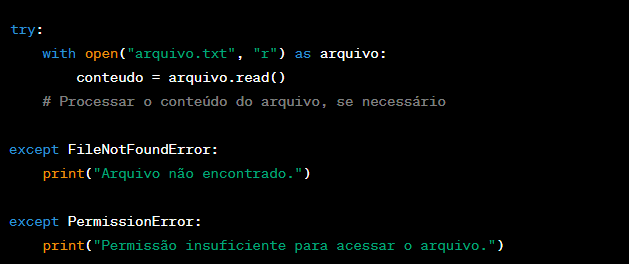 try:
    with open("arquivo.txt", "r") as arquivo:
        conteudo = arquivo.read()
    # Processar o conteúdo do arquivo, se necessário
except FileNotFoundError:
    print("Arquivo não encontrado.")
except PermissionError:
    print("Permissão insuficiente para acessar o arquivo.")